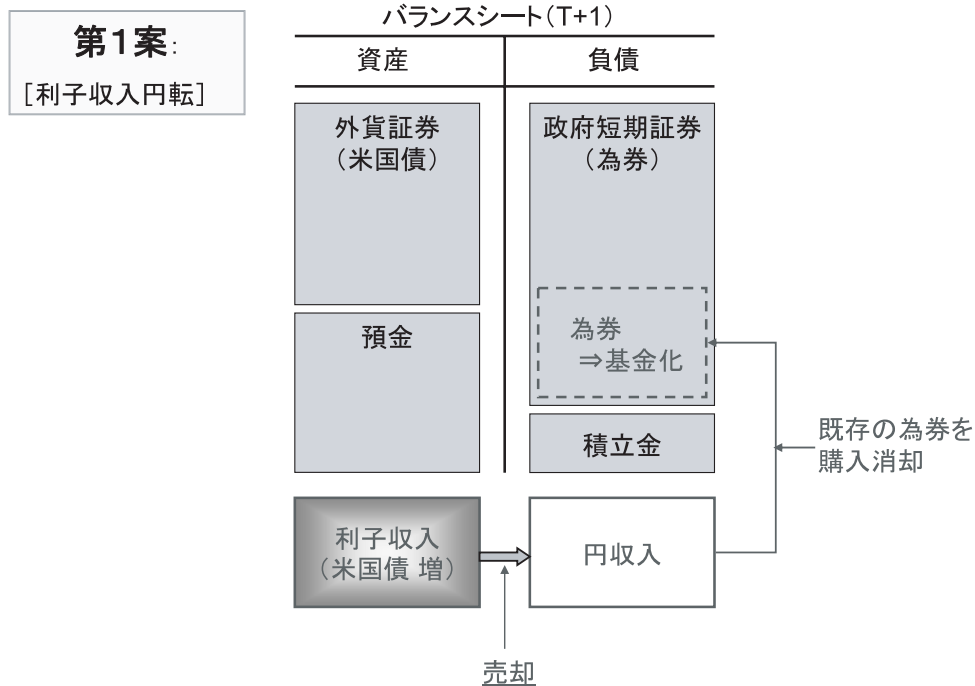 第1案:
[利子収入円転]
バランスシート(T+1)
資産
負債
外貨証券
(米国債)
政府短期証券
(為券)
為券
⇒基金化
預金
積立金
既存の為券を
購入消却
利子収入
(米国債 増)
円収入
売却